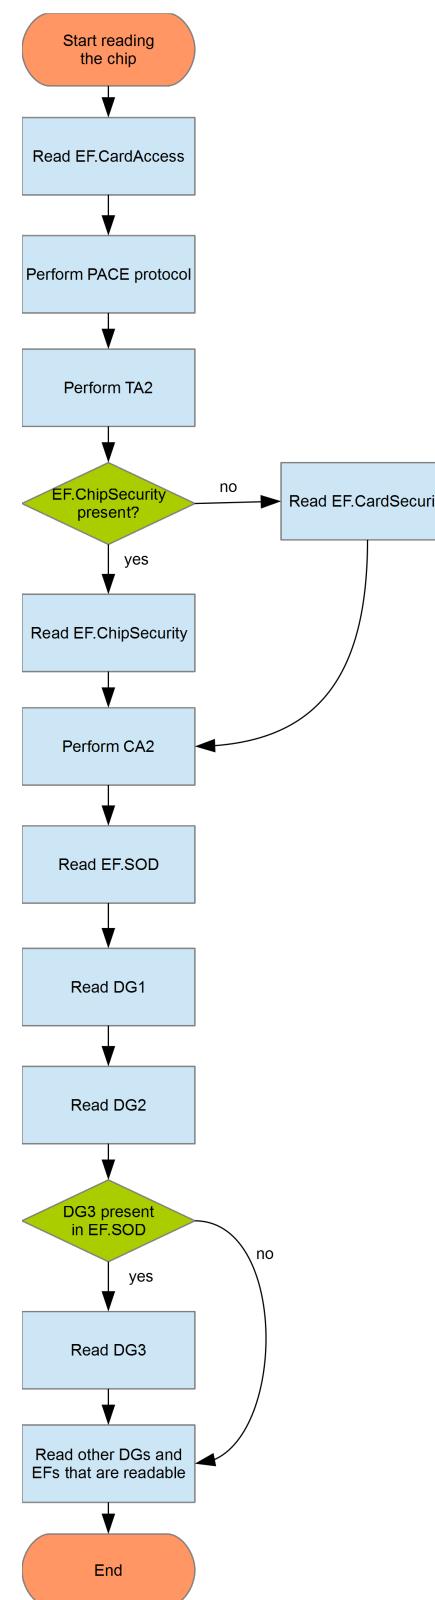 Start reading
the chip
Read EF.CardAccess
Perform PACE protocol
Perform TA2
EF.ChipSecurity
present?
no
Read EF.CardSecuri
yes
Read EF.ChipSecurity
Perform CA2
Read EF.SOD
Read DG1
Read DG2
DG3 present
in EF.SOD
no
yes
Read DG3
Read other DGs and
EFs that are readable
End